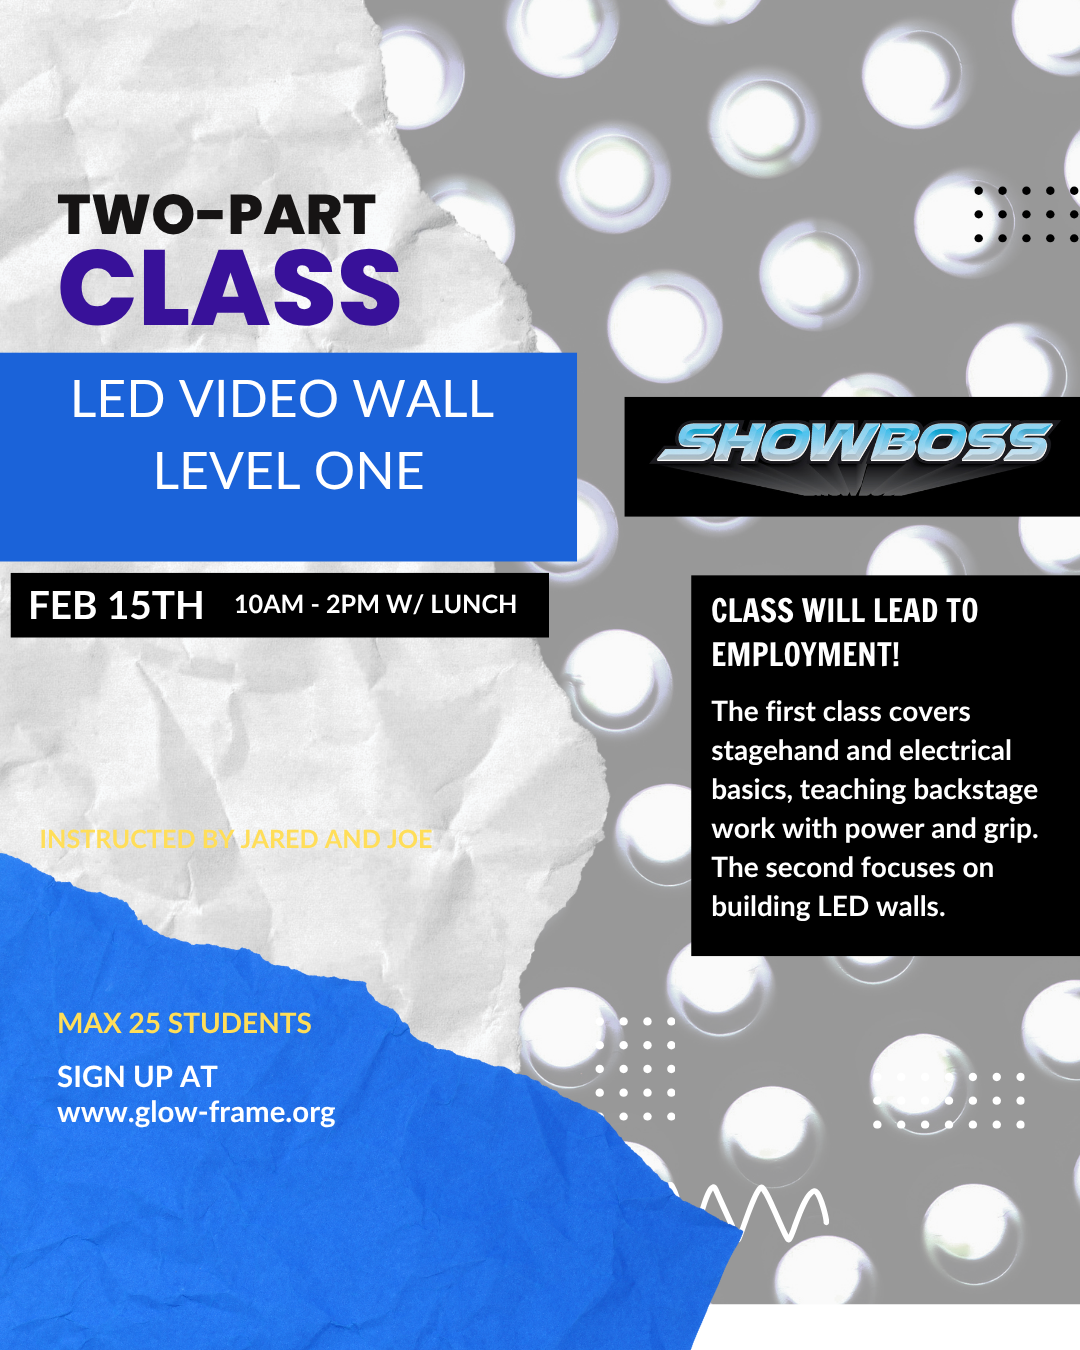 TWO-PART
CLASS
LED VIDEO WALL
LEVEL ONE
SHOWBOSS
FEB 15TH 10AM - 2PM W/ LUNCH
CLASS WILL LEAD TO
EMPLOYMENT!
The first class covers
stagehand and electrical
basics, teaching backstage
work with power and grip.
The second focuses on
building LED walls.
INSTRUCTED BY JARED AND JOE
MAX 25 STUDENTS
SIGN UP AT
www.glow-frame.org